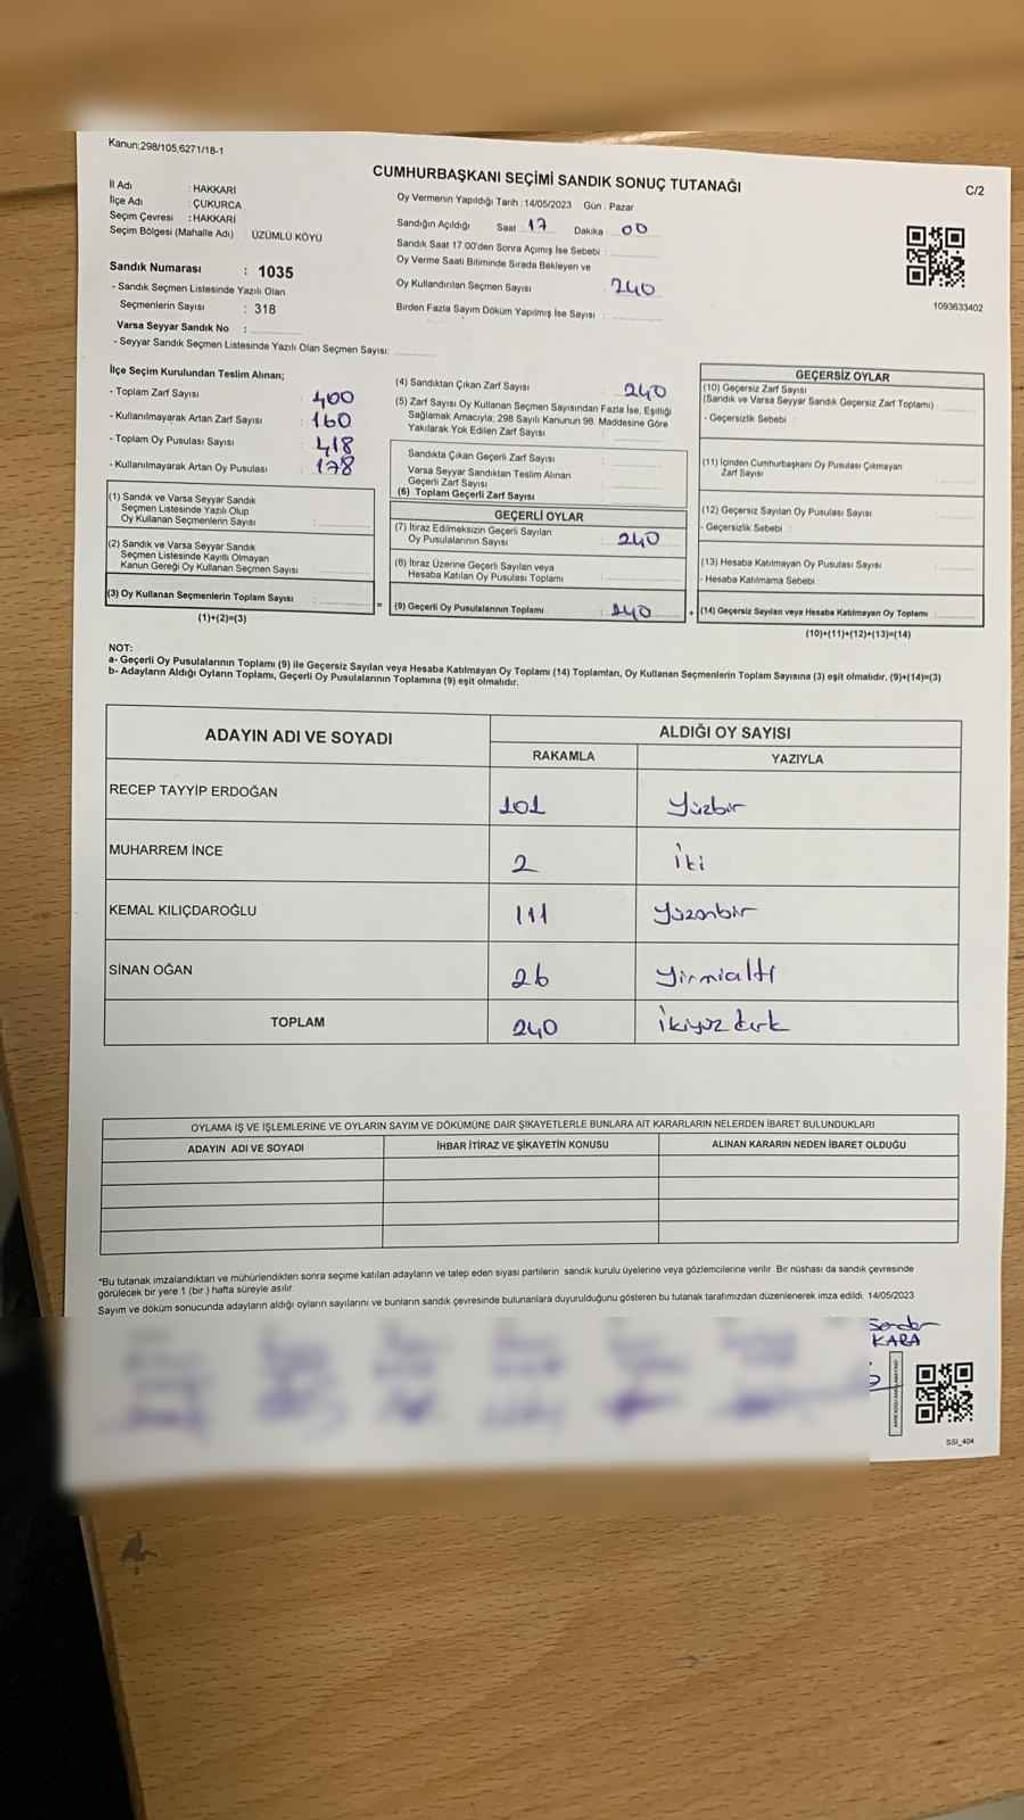 Kanun:298/105,6271/18-1
CUMHURBAŞKANI SEÇİMİ SANDIK SONUÇ TUTANAĞI
C/2
İl Adı : HAKKARİ
İlçe Adı : ÇUKURCA
Seçim Çevresi : HAKKARİ
Seçim Bölgesi (Mahalle Adı) ÜZÜMLÜ KÖYÜ
Sandık Numarası : 1035
- Sandık Seçmen Listesinde Yazılı Olan
Seçmenlerin Sayısı : 318
Varsa Seyyar Sandık No :
- Seyyar Sandık Seçmen Listesinde Yazılı Olan Seçmen Sayısı:
Oy Vermenin Yapıldığı Tarih : 14/05/2023 Gün : Pazar
Sandığın Açıldığı Saat 17 Dakika 00
Sandık Saat 17:00'den Sonra Açımış İse Sebebi :
Oy Verme Saati Bitiminde Sırada Bekleyen ve
Oy Kullandırılan Seçmen Sayısı 240
Birden Fazla Sayım Döküm Yapılmış İse Sayısı :
1093633402
İlçe Seçim Kurulundan Teslim Alınan;
- Toplam Zarf Sayısı : 400
- Kullanılmayarak Artan Zarf Sayısı : 160
- Toplam Oy Pusulası Sayısı : 418
- Kullanılmayarak Artan Oy Pusulası : 178
(1) Sandık ve Varsa Seyyar Sandık
Seçmen Listesinde Yazılı Olup
Oy Kullanan Seçmenlerin Sayısı :
(2) Sandık ve Varsa Seyyar Sandık
Seçmen Listesinde Kayıtlı Olmayan
Kanun Gereği Oy Kullanan Seçmen Sayısı :
(3) Oy Kullanan Seçmenlerin Toplam Sayısı :
(1)+(2)=(3)
(4) Sandıktan Çıkan Zarf Sayısı 240
(5) Zarf Sayısı Oy Kullanan Seçmen Sayısından Fazla İse, Eşitliği
Sağlamak Amacıyla; 298 Sayılı Kanunun 98. Maddesine Göre
Yakılarak Yok Edilen Zarf Sayısı
Sandıkta Çıkan Geçerli Zarf Sayısı
Varsa Seyyar Sandıktan Teslim Alınan
Geçerli Zarf Sayısı
(6) Toplam Geçerli Zarf Sayısı
GEÇERLİ OYLAR
(7) İtiraz Edilmeksizin Geçerli Sayılan
Oy Pusulalarının Sayısı 240
(8) İtiraz Üzerine Geçerli Sayılan veya
Hesaba Katılan Oy Pusulası Toplamı
= (9) Geçerli Oy Pusulalarının Toplamı : 240 +
GEÇERSİZ OYLAR
(10) Geçersiz Zarf Sayısı
(Sandık ve Varsa Seyyar Sandık Geçersiz Zarf Toplamı)
- Geçersizlik Sebebi :
(11) İçinden Cumhurbaşkanı Oy Pusulası Çıkmayan
Zarf Sayısı
(12) Geçersiz Sayılan Oy Pusulası Sayısı
- Geçersizlik Sebebi :
(13) Hesaba Katılmayan Oy Pusulası Sayısı
- Hesaba Katılmama Sebebi
(14) Geçersiz Sayılan veya Hesaba Katılmayan Oy Toplamı
(10)+(11)+(12)+(13)=(14)
NOT:
a- Geçerli Oy Pusulalarının Toplamı (9) ile Geçersiz Sayılan veya Hesaba Katılmayan Oy Toplamı (14) Toplamları, Oy Kullanan Seçmenlerin Toplam Sayısına (3) eşit olmalıdır. (9)+(14)=(3)
b- Adayların Aldığı Oyların Toplamı, Geçerli Oy Pusulalarının Toplamına (9) eşit olmalıdır.
ADAYIN ADI VE SOYADI
ALDIĞI OY SAYISI
RAKAMLA YAZIYLA
RECEP TAYYİP ERDOĞAN 101 Yüzbir
MUHARREM İNCE 2 İki
KEMAL KILIÇDAROĞLU 111 Yüzonbir
SİNAN OĞAN 26 Yirmialtı
TOPLAM 240 İkiyüz kırk
OYLAMA İŞ VE İŞLEMLERİNE VE OYLARIN SAYIM VE DÖKÜMÜNE DAİR ŞİKAYETLERLE BUNLARA AİT KARARLARIN NELERDEN İBARET BULUNDUKLARI
ADAYIN ADI VE SOYADI İHBAR İTİRAZ VE ŞİKAYETİN KONUSU ALINAN KARARIN NEDEN İBARET OLDUĞU
*Bu tutanak imzalandıktan ve mühürlendikten sonra seçime katılan adayların ve talep eden siyasi partilerin sandık kurulu üyelerine veya gözlemcilerine verilir. Bir nüshası da sandık çevresinde
görülecek bir yere 1 (bir ) hafta süreyle asılır.
Sayım ve döküm sonucunda adayların aldığı oyların sayılarını ve bunların sandık çevresinde bulunanlara duyurulduğunu gösteren bu tutanak tarafımızdan düzenlenerek imza edildi. 14/05/2023
Serdar
KARA
SSİ_404